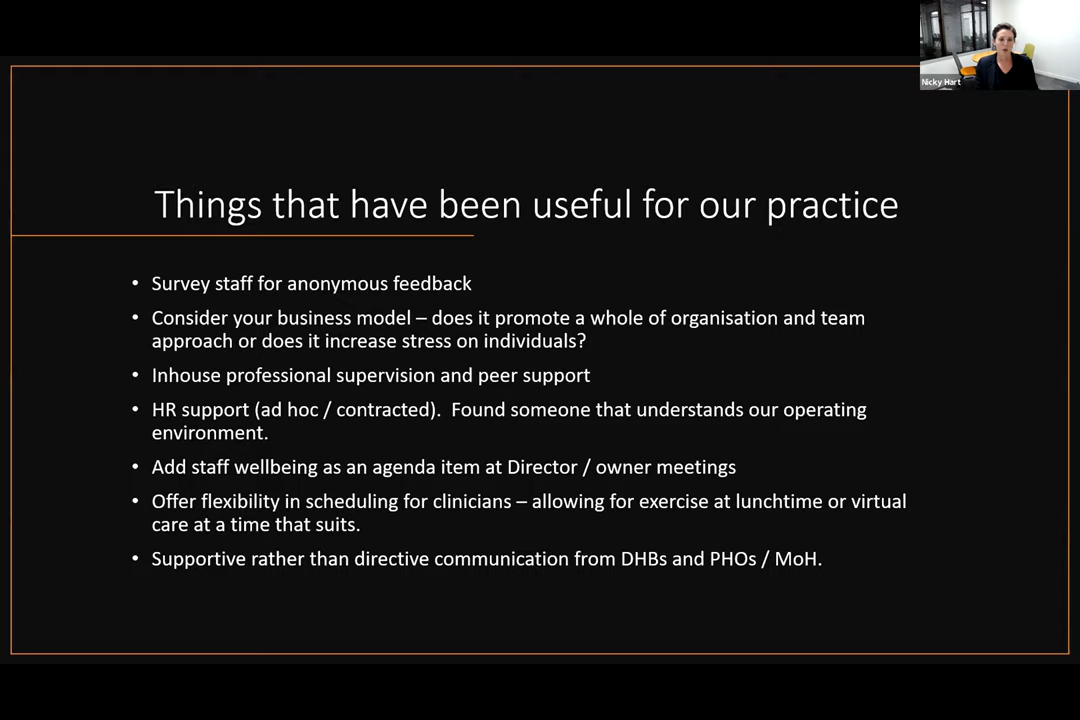 Nicky Hart
Things that have been useful for our practice
• Survey staff for anonymous feedback
• Consider your business model – does it promote a whole of organisation and team
approach or does it increase stress on individuals?
• Inhouse professional supervision and peer support
• HR support (ad hoc / contracted).  Found someone that understands our operating
environment.
• Add staff wellbeing as an agenda item at Director / owner meetings
• Offer flexibility in scheduling for clinicians – allowing for exercise at lunchtime or virtual
care at a time that suits.
• Supportive rather than directive communication from DHBs and PHOs / MoH.